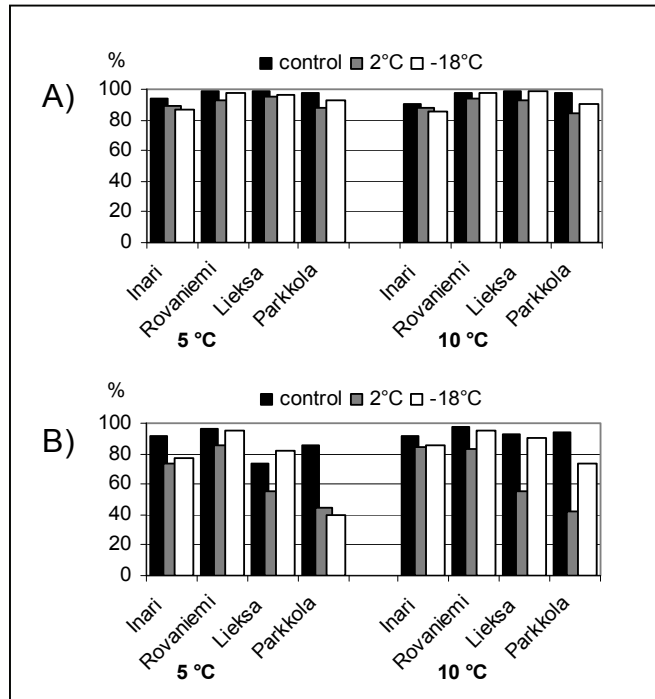 % control 2°C -18°C
A)
100
80
60
40
20
0
Inari Rovaniemi Lieksa Parkkola Inari Rovaniemi Lieksa Parkkola
5 °C 10 °C
% control 2°C -18°C
B)
100
80
60
40
20
0
Inari Rovaniemi Lieksa Parkkola Inari Rovaniemi Lieksa Parkkola
5 °C 10 °C